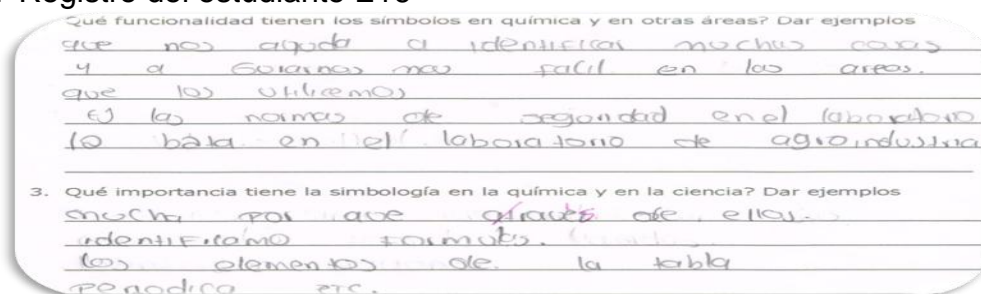 Registro del estudiante E
Qué funcionalidad tienen los símbolos en química y en otras áreas? Dar ejemplos
que nos ayuda a identificar muchas cosas
y a Guiarnos mas facil en las areas.
que los utilicemos
Ej las normas de seguridad en el laboratorio
la bata en el laboratorio de agroindustria
3. Qué importancia tiene la simbología en la química y en la ciencia? Dar ejemplos
mucha por que através de ellos.
identificamo formulas.
los elementos de la tabla
periodica etc.